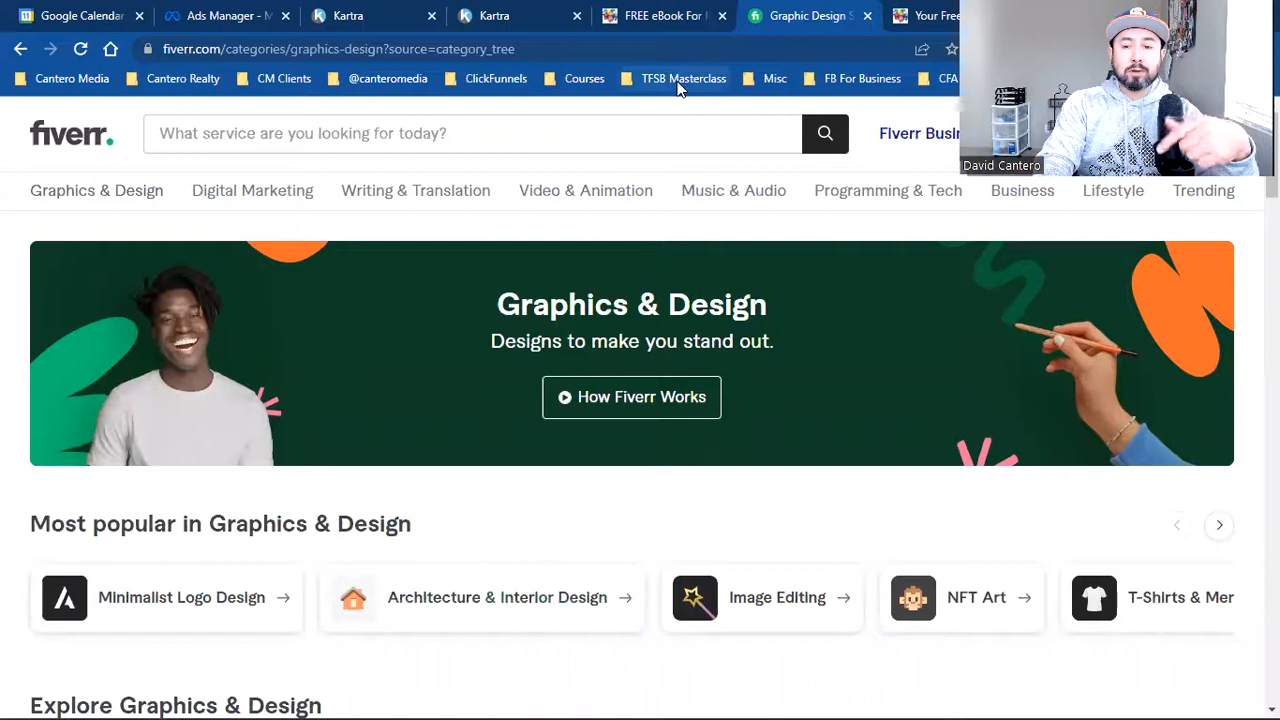 Google Calendar
Ads Manager - M
Kartra
Kartra
FREE eBook For
Graphic Design S
Your Free
fiverr.com/categories/graphics-design?source=category_tree
Cantero Media
Cantero Realty
CM Clients
@canteromedia
ClickFunnels
Courses
TFSB Masterclass
Misc
FB For Business
CFA
David Cantero
fiverr.
What service are you looking for today?
Fiverr Busi
Graphics & Design
Digital Marketing
Writing & Translation
Video & Animation
Music & Audio
Programming & Tech
Business
Lifestyle
Trending
Graphics & Design
Designs to make you stand out.
How Fiverr Works
Most popular in Graphics & Design
Minimalist Logo Design
Architecture & Interior Design
Image Editing
NFT Art
T-Shirts & Mer
Explore Graphics & Design